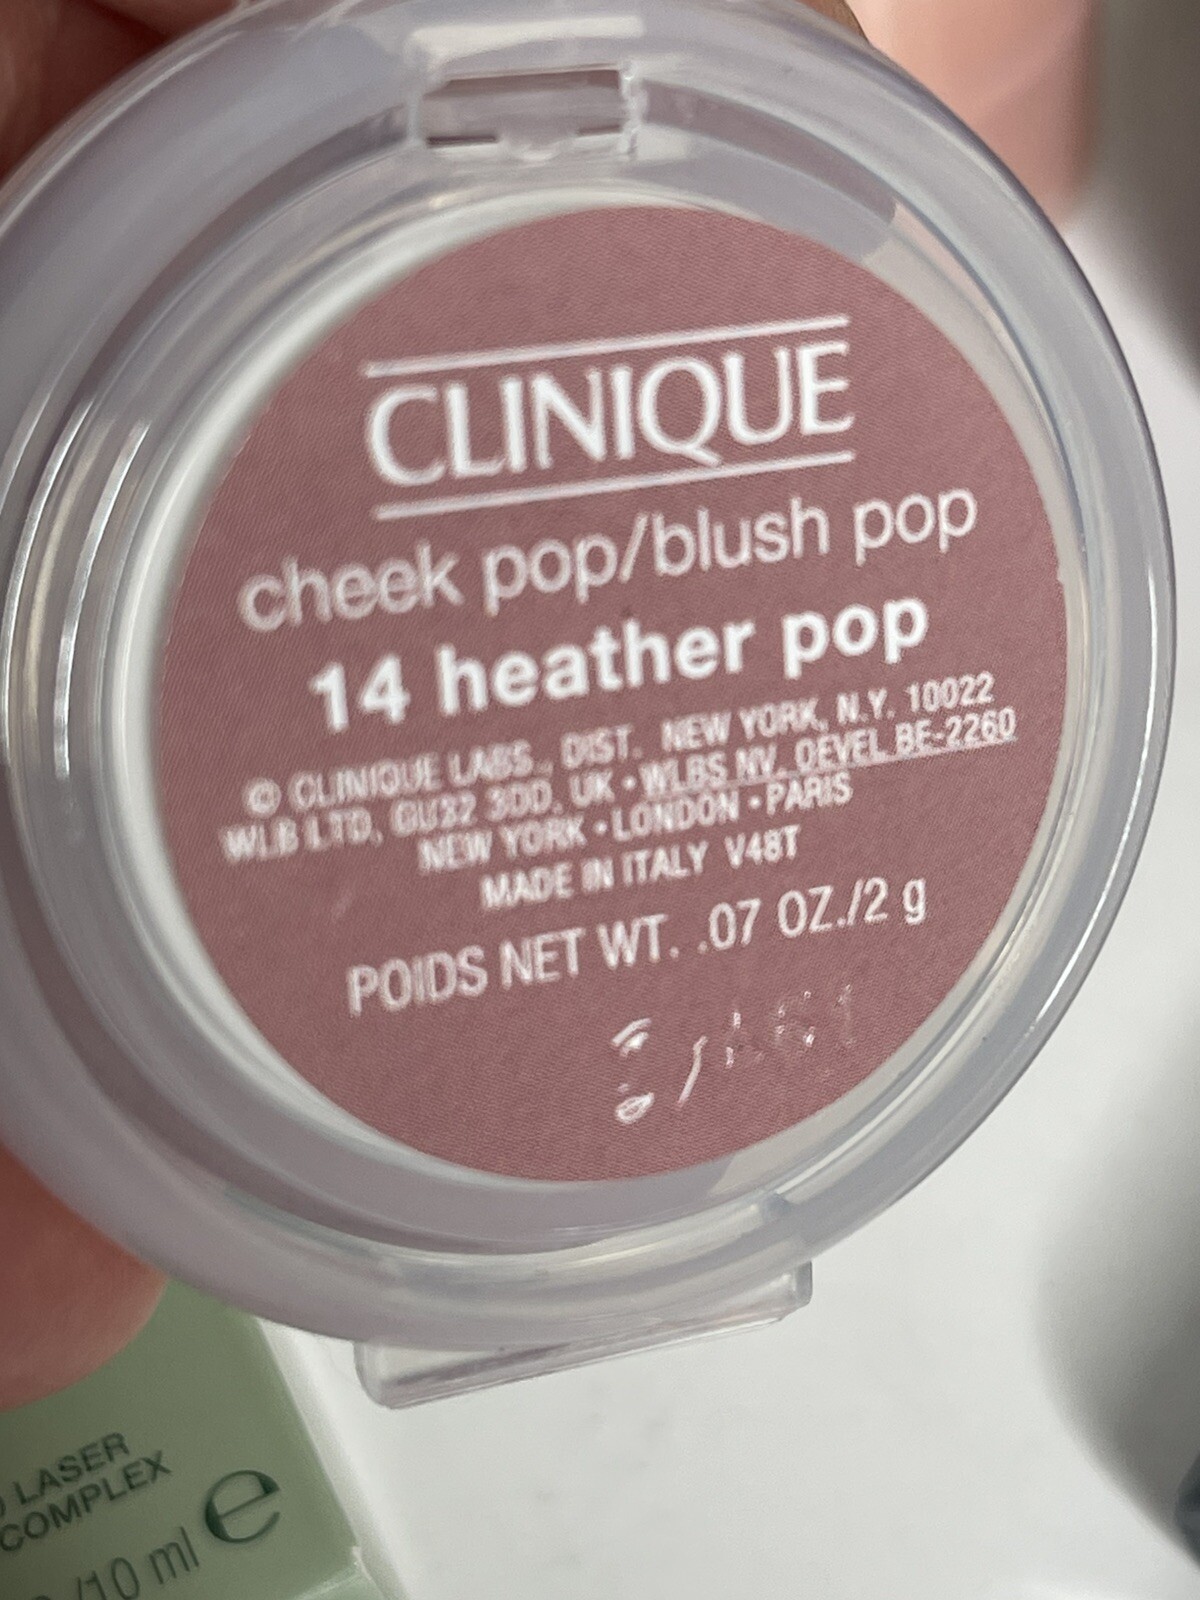 CLINIQUE
cheek pop/blush pop
14 heather pop
© CLINIQUE LABS., DIST. NEW YORK, N.Y. 10022
WLB LTD, GU32 3DD, UK • WLBS NV, OEVEL BE-2260
NEW YORK • LONDON • PARIS
MADE IN ITALY V48T
POIDS NET WT. .07 OZ./2 g
LASER
COMPLEX
/10 ml e